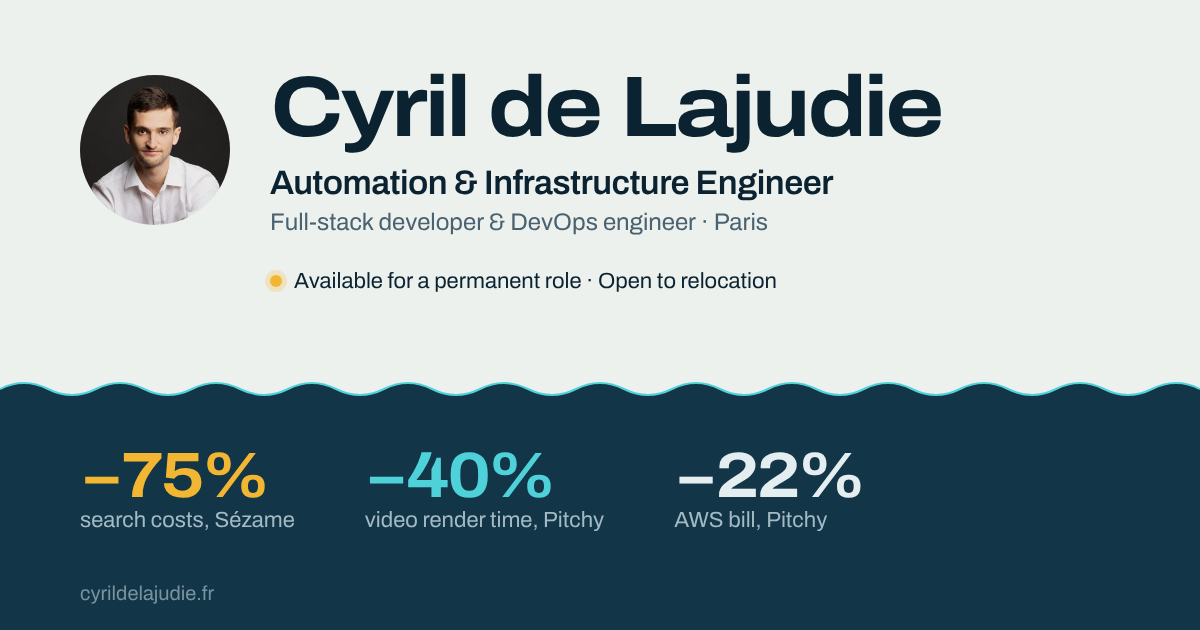 Cyril de Lajudie
Automation & Infrastructure Engineer
Full-stack developer & DevOps engineer · Paris
Available for a permanent role · Open to relocation
–75%
search costs, Sézame
–40%
video render time, Pitchy
–22%
AWS bill, Pitchy
cyrildelajudie.fr